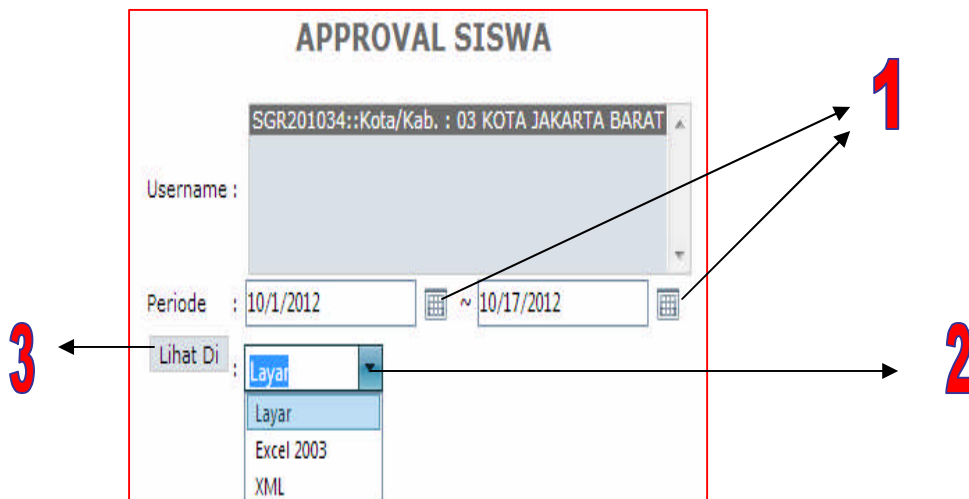 APPROVAL SISWA
1
SGR201034::Kota/Kab. : 03 KOTA JAKARTA BARAT
Username :
Periode : 10/1/2012 ~ 10/17/2012
3 Lihat Di : Layar 2
Layar
Excel 2003
XML